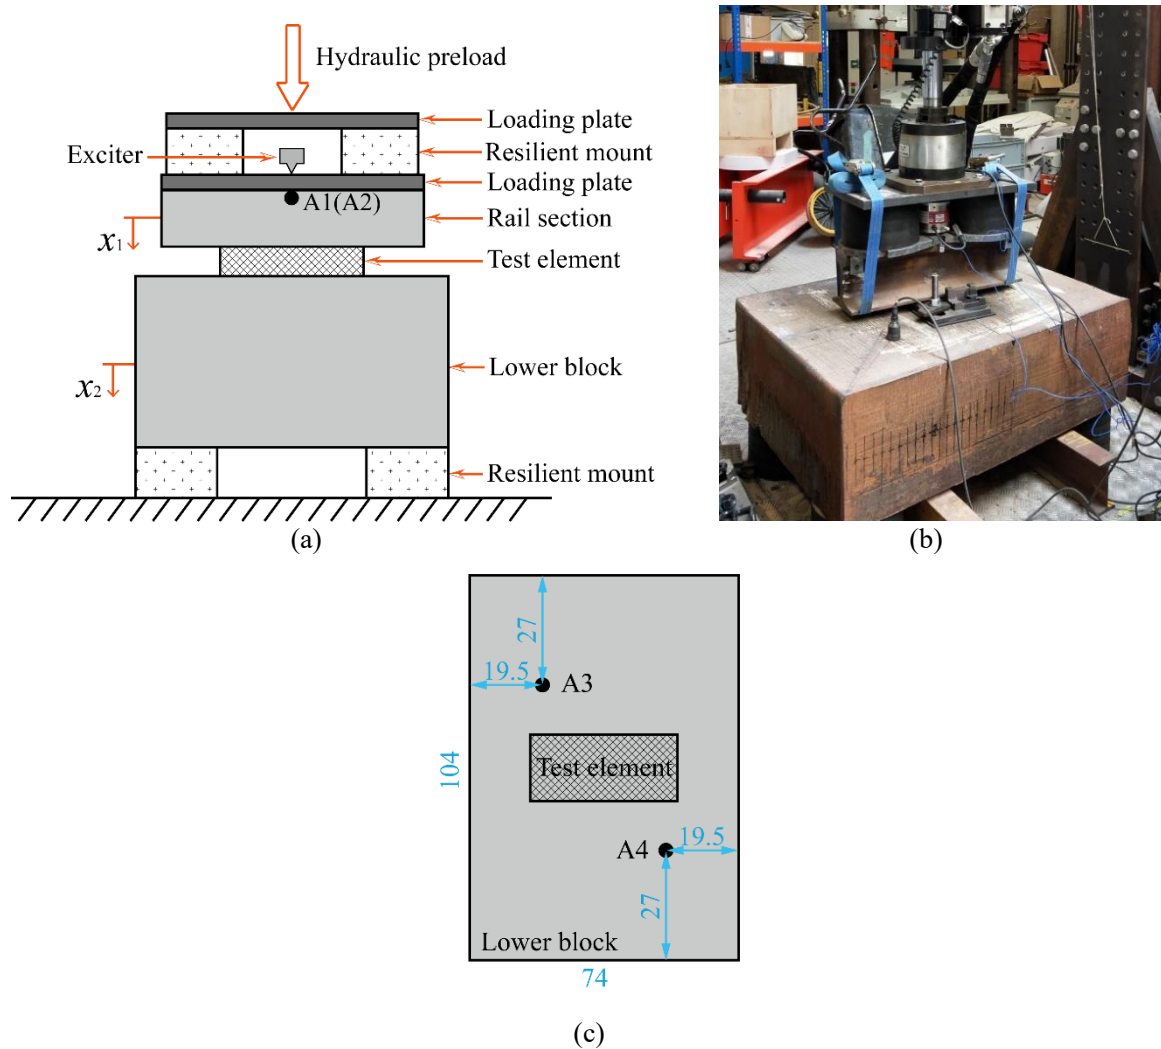 Hydraulic preload
Loading plate
Exciter
Resilient mount
Loading plate
A1(A2)
Rail section
x1
Test element
Lower block
x2
Resilient mount
(a)
(b)
27
19.5
A3
104
Test element
19.5
A4
27
Lower block
74
(c)